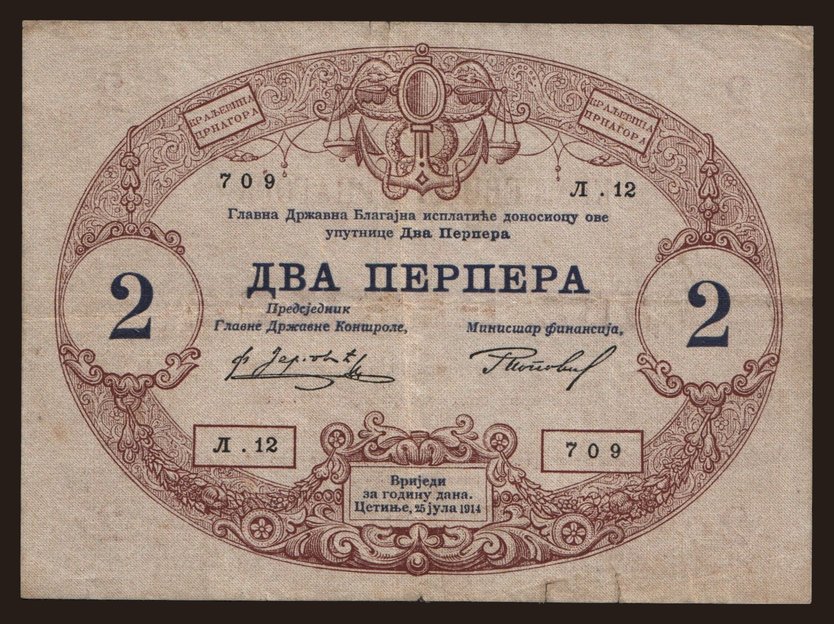 КРАЉЕВИНА
ЦРНАГОРА
КРАЉЕВИНА
ЦРНАГОРА
709
Л . 12
Главна Државна Благајна исплатиће доносиоцу ове
упутнице Два Перпера
ДВА ПЕРПЕРА
2
2
Предсједник
Главне Државне Контроле,
Министар финансија,
Л . 12
709
Вриједи
за годину дана.
Цетиње, 25 јула 1914